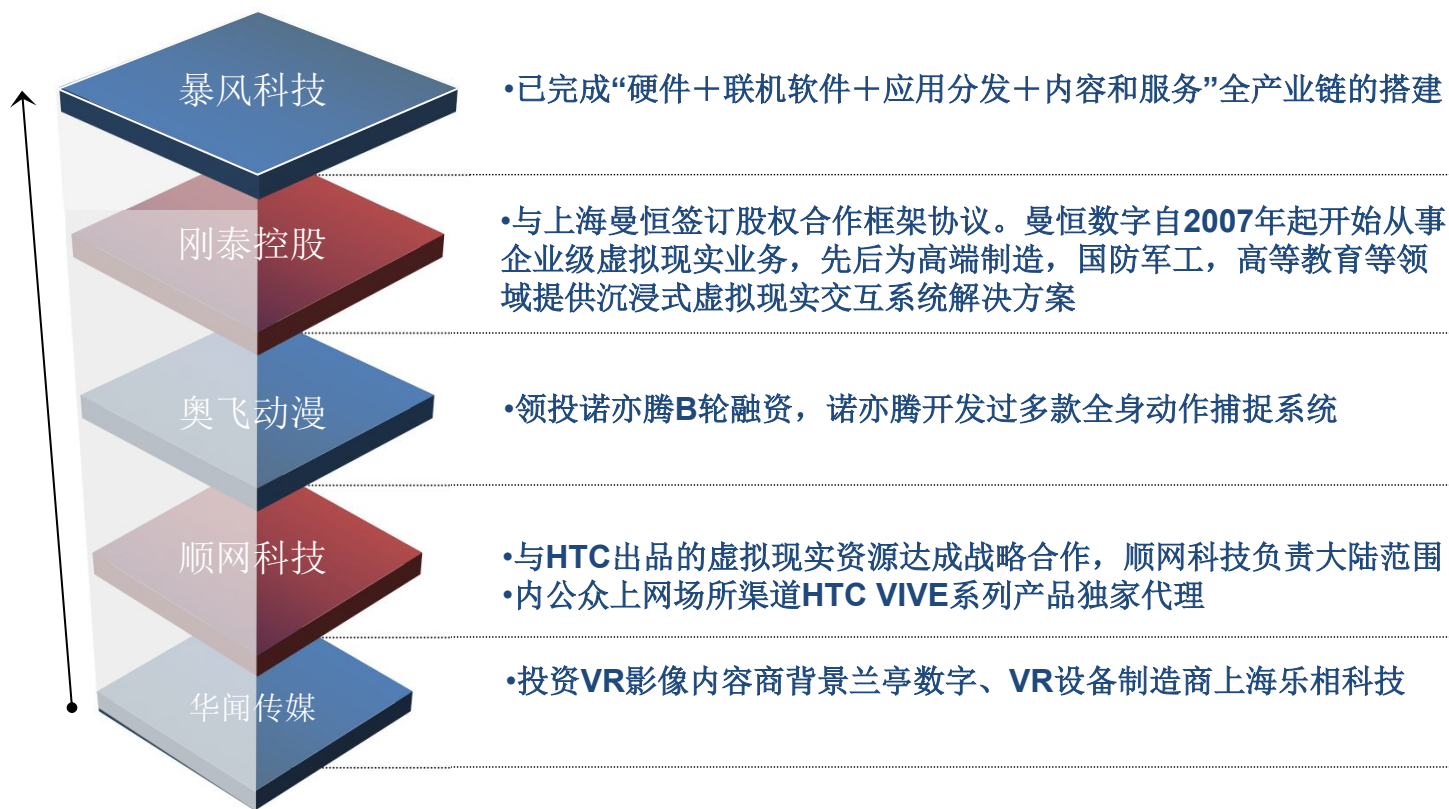 暴风科技
•已完成“硬件＋联机软件＋应用分发＋内容和服务”全产业链的搭建
刚泰控股
•与上海曼恒签订股权合作框架协议。曼恒数字自2007年起开始从事
企业级虚拟现实业务，先后为高端制造，国防军工，高等教育等领
域提供沉浸式虚拟现实交互系统解决方案
奥飞动漫
•领投诺亦腾B轮融资，诺亦腾开发过多款全身动作捕捉系统
顺网科技
•与HTC出品的虚拟现实资源达成战略合作，顺网科技负责大陆范围
•内公众上网场所渠道HTC VIVE系列产品独家代理
华闻传媒
•投资VR影像内容商背景兰亭数字、VR设备制造商上海乐相科技